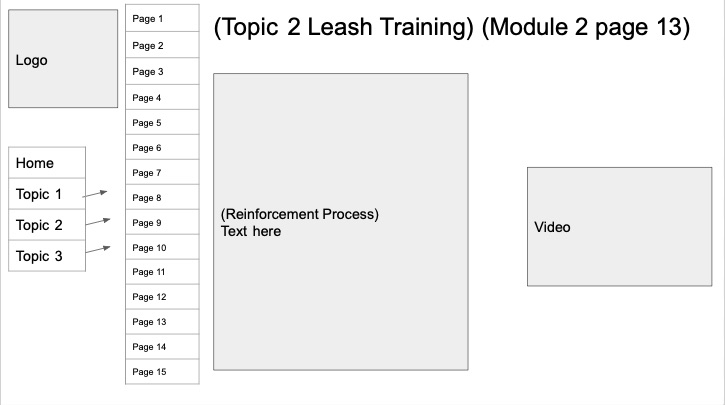 Logo
Home
Topic 1
Topic 2
Topic 3
Page 1
Page 2
Page 3
Page 4
Page 5
Page 6
Page 7
Page 8
Page 9
Page 10
Page 11
Page 12
Page 13
Page 14
Page 15
(Topic 2 Leash Training) (Module 2 page 13)
(Reinforcement Process)
Text here
Video